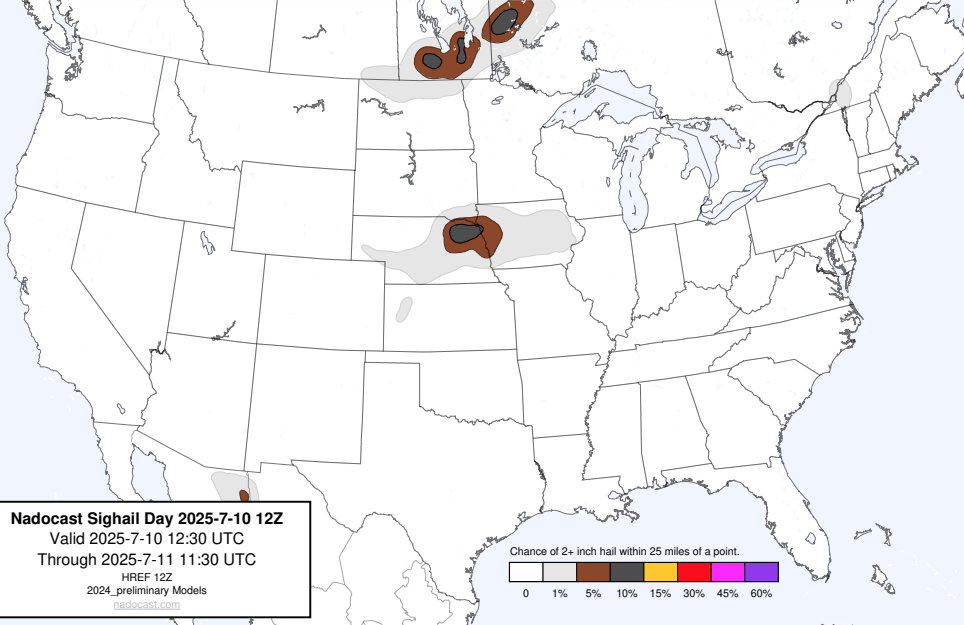 Nadocast Sighail Day 2025-7-10 12Z
Valid 2025-7-10 12:30 UTC
Through 2025-7-11 11:30 UTC
HREF 12Z
2024_preliminary Models
nadocast.com
Chance of 2+ inch hail within 25 miles of a point.
0 1% 5% 10% 15% 30% 45% 60%